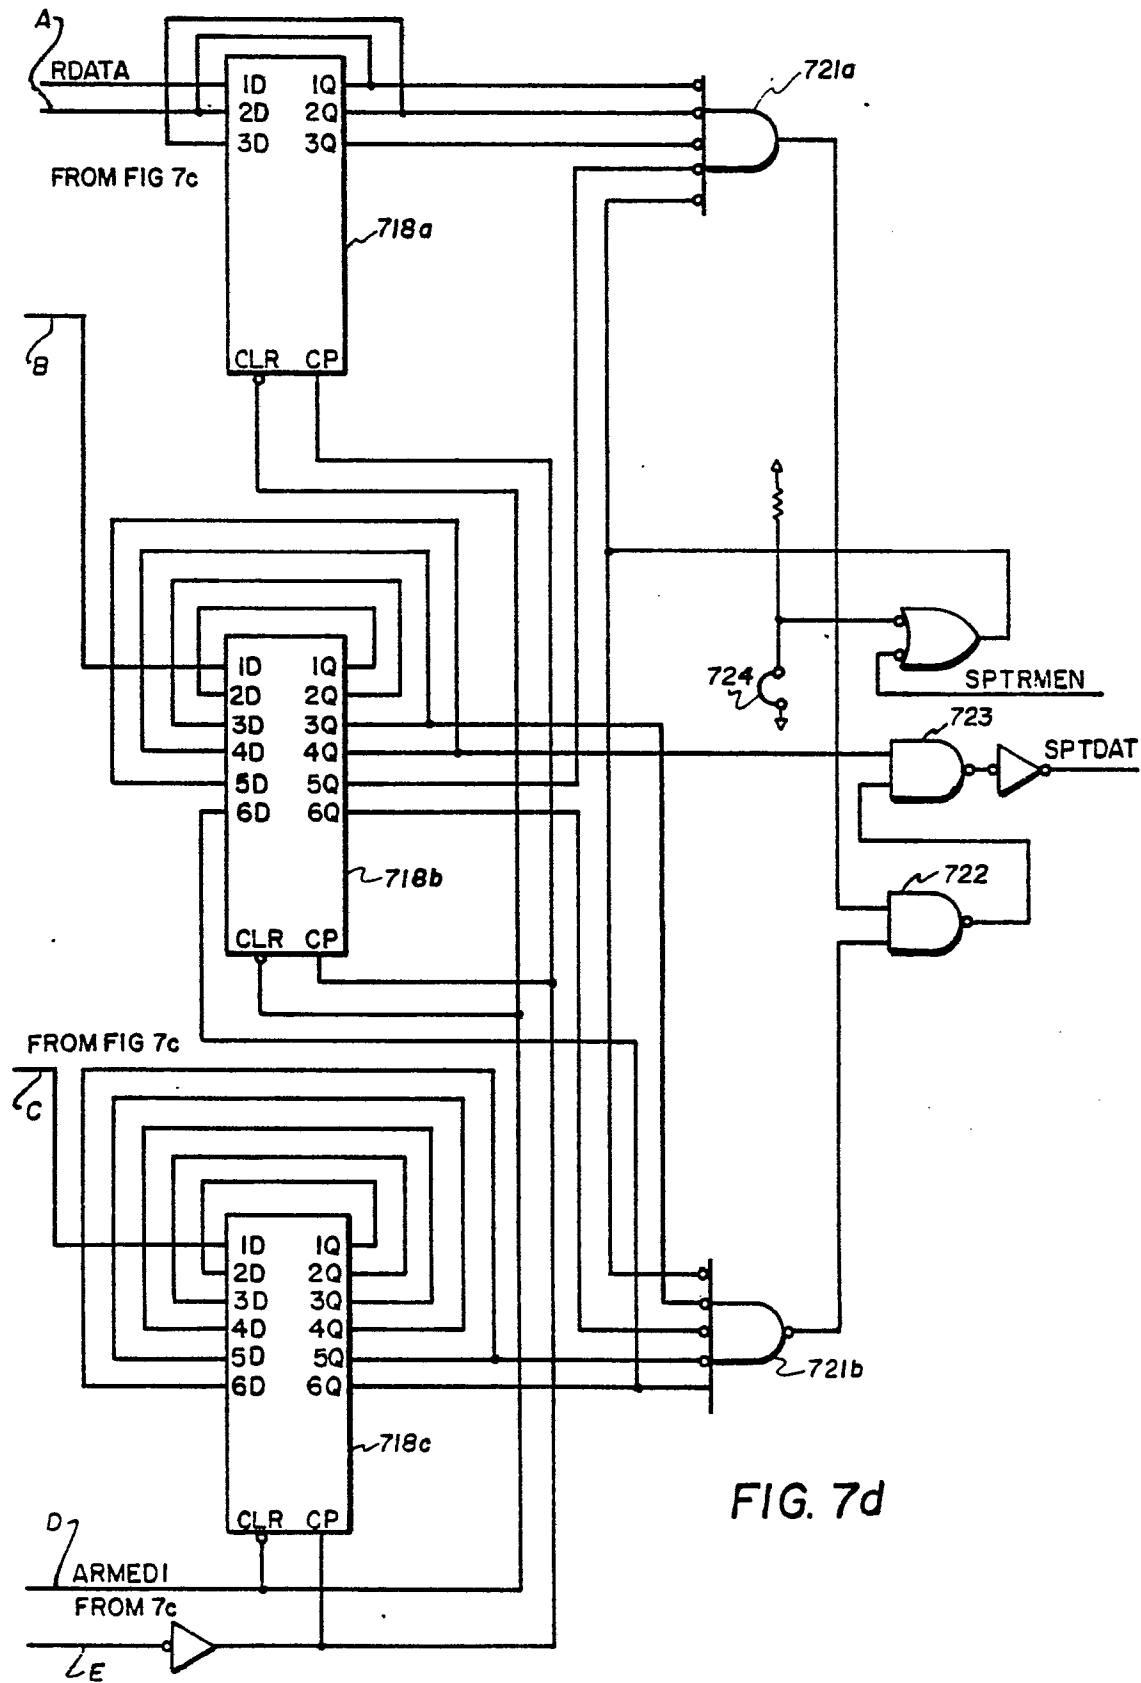 A
RDATA
1D 1Q
2D 2Q
3D 3Q
FROM FIG 7c
718a
721a
CLR CP
B
1D 1Q
2D 2Q
3D 3Q
4D 4Q
5D 5Q
6D 6Q
718b
CLR CP
724
SPTRMEN
723
SPTDAT
722
FROM FIG 7c
C
1D 1Q
2D 2Q
3D 3Q
4D 4Q
5D 5Q
6D 6Q
718c
721b
CLR CP
FIG. 7d
D
ARMED1
FROM 7c
E